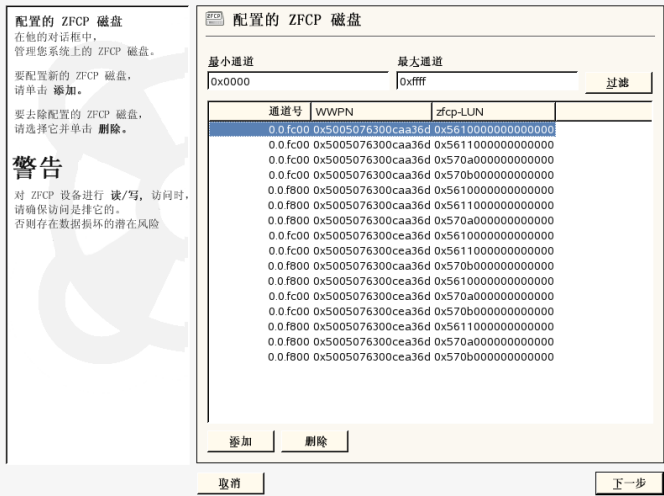 配置的 ZFCP 磁盘
在他的对话框中，
管理您系统上的 ZFCP 磁盘。
要配置新的 ZFCP 磁盘，
请单击 添加。
要去除配置的 ZFCP 磁盘，
请选择它并单击 删除。
警告
对 ZFCP 设备进行 读/写，访问时，
请确保访问是排它的。
否则存在数据损坏的潜在风险
配置的 ZFCP 磁盘
最小通道 最大通道
0x0000 0xffff 过滤
通道号 WWPN zfcp-LUN
0.0.fc00 0x5005076300caa36d 0x5610000000000000
0.0.fc00 0x5005076300caa36d 0x5611000000000000
0.0.fc00 0x5005076300caa36d 0x570a000000000000
0.0.fc00 0x5005076300caa36d 0x570b000000000000
0.0.f800 0x5005076300caa36d 0x5610000000000000
0.0.f800 0x5005076300caa36d 0x5611000000000000
0.0.f800 0x5005076300caa36d 0x570a000000000000
0.0.fc00 0x5005076300cea36d 0x5610000000000000
0.0.fc00 0x5005076300cea36d 0x5611000000000000
0.0.f800 0x5005076300caa36d 0x570b000000000000
0.0.f800 0x5005076300cea36d 0x5610000000000000
0.0.fc00 0x5005076300cea36d 0x570a000000000000
0.0.fc00 0x5005076300cea36d 0x570b000000000000
0.0.f800 0x5005076300cea36d 0x5611000000000000
0.0.f800 0x5005076300cea36d 0x570a000000000000
0.0.f800 0x5005076300cea36d 0x570b000000000000
添加 删除
取消 下一步